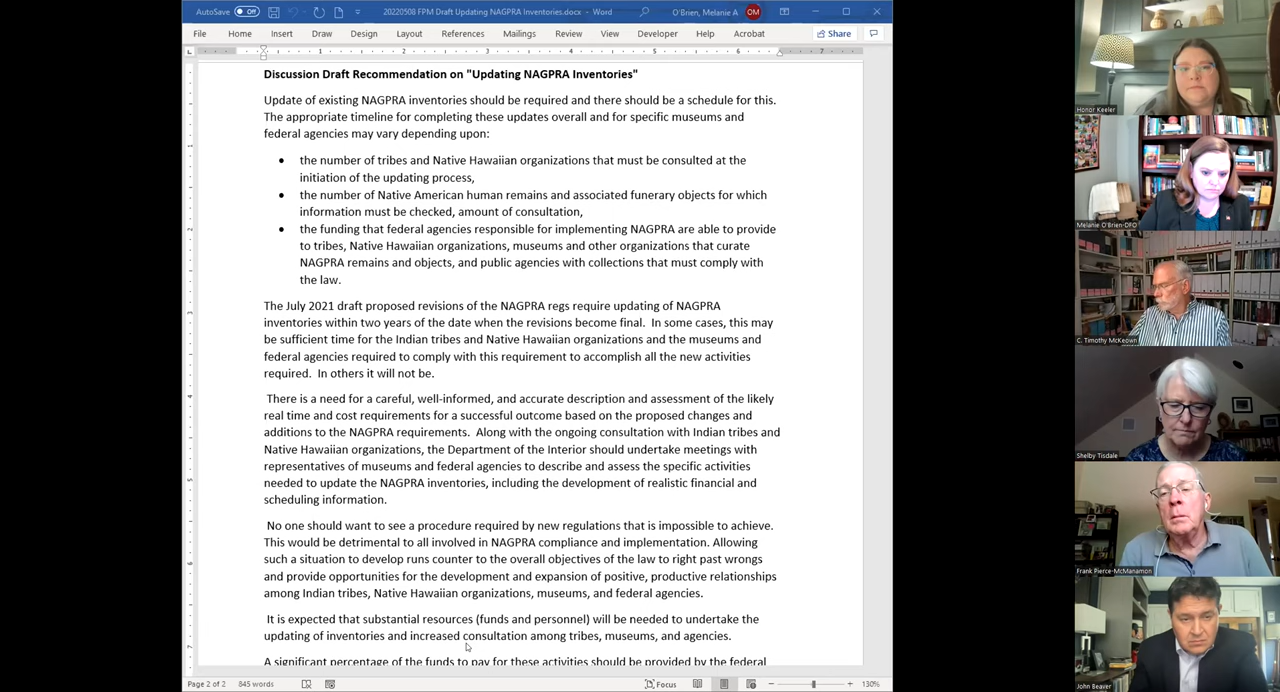 AutoSave Off
20220508 FPM Draft Updating NAGPRA Inventories.docx - Word
O'Brien, Melanie A OM
File Home Insert Draw Design Layout References Mailings Review View Developer Help Acrobat Share
Discussion Draft Recommendation on "Updating NAGPRA Inventories"
Update of existing NAGPRA inventories should be required and there should be a schedule for this.
The appropriate timeline for completing these updates overall and for specific museums and
federal agencies may vary depending upon:
• the number of tribes and Native Hawaiian organizations that must be consulted at the
initiation of the updating process,
• the number of Native American human remains and associated funerary objects for which
information must be checked, amount of consultation,
• the funding that federal agencies responsible for implementing NAGPRA are able to provide
to tribes, Native Hawaiian organizations, museums and other organizations that curate
NAGPRA remains and objects, and public agencies with collections that must comply with
the law.
The July 2021 draft proposed revisions of the NAGPRA regs require updating of NAGPRA
inventories within two years of the date when the revisions become final. In some cases, this may
be sufficient time for the Indian tribes and Native Hawaiian organizations and the museums and
federal agencies required to comply with this requirement to accomplish all the new activities
required. In others it will not be.
There is a need for a careful, well-informed, and accurate description and assessment of the likely
real time and cost requirements for a successful outcome based on the proposed changes and
additions to the NAGPRA requirements. Along with the ongoing consultation with Indian tribes and
Native Hawaiian organizations, the Department of the Interior should undertake meetings with
representatives of museums and federal agencies to describe and assess the specific activities
needed to update the NAGPRA inventories, including the development of realistic financial and
scheduling information.
No one should want to see a procedure required by new regulations that is impossible to achieve.
This would be detrimental to all involved in NAGPRA compliance and implementation. Allowing
such a situation to develop runs counter to the overall objectives of the law to right past wrongs
and provide opportunities for the development and expansion of positive, productive relationships
among Indian tribes, Native Hawaiian organizations, museums, and federal agencies.
It is expected that substantial resources (funds and personnel) will be needed to undertake the
updating of inventories and increased consultation among tribes, museums, and agencies.
A significant percentage of the funds to pay for these activities should be provided by the federal
Page 2 of 2 845 words
Focus
130%
Honor Keeler
Melanie O'Brien-DFO
C. Timothy McKeown
Shelby Tisdale
Frank Pierce-McManamon
John Beaver